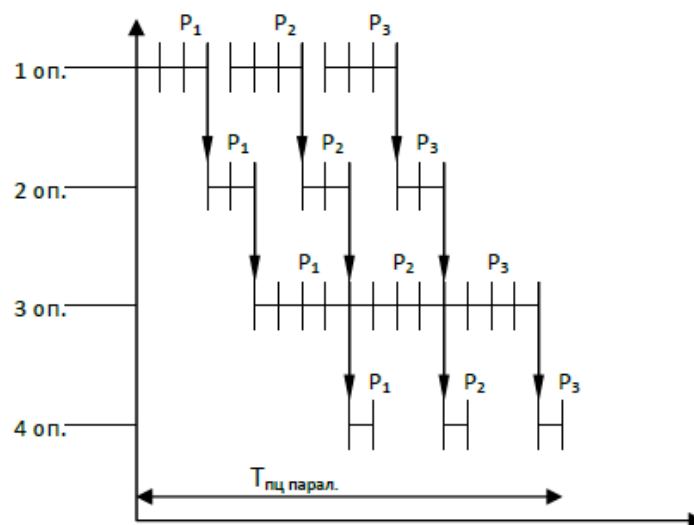 P₁ P₂ P₃
1 оп.
P₁ P₂ P₃
2 оп.
P₁ P₂ P₃
3 оп.
P₁ P₂ P₃
4 оп.
Tпц парал.